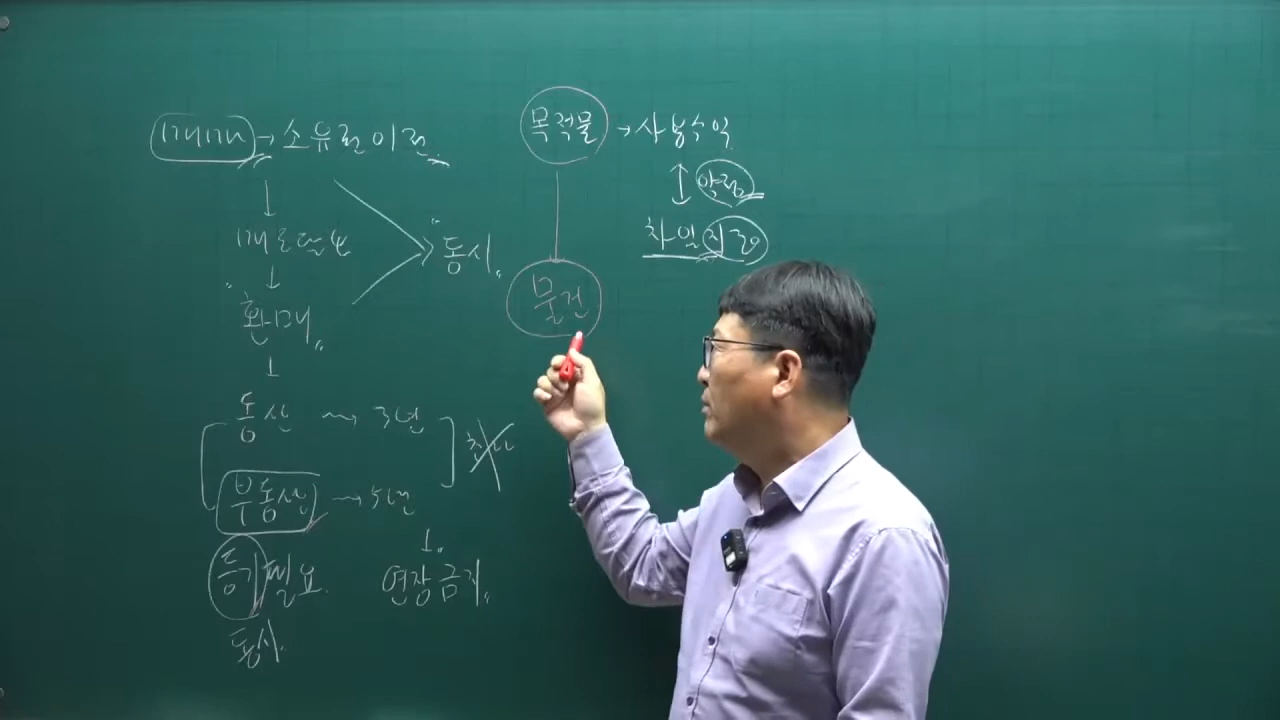 매매 → 소유권이전
↓
매도담보
↓
"환매"
↓
동산 → 3년
부동산 → 5년
등기필요.
동시.
"동시"
↓
연장금지"
목적물 → 사용수익
↕ 약정
차임지급
물건